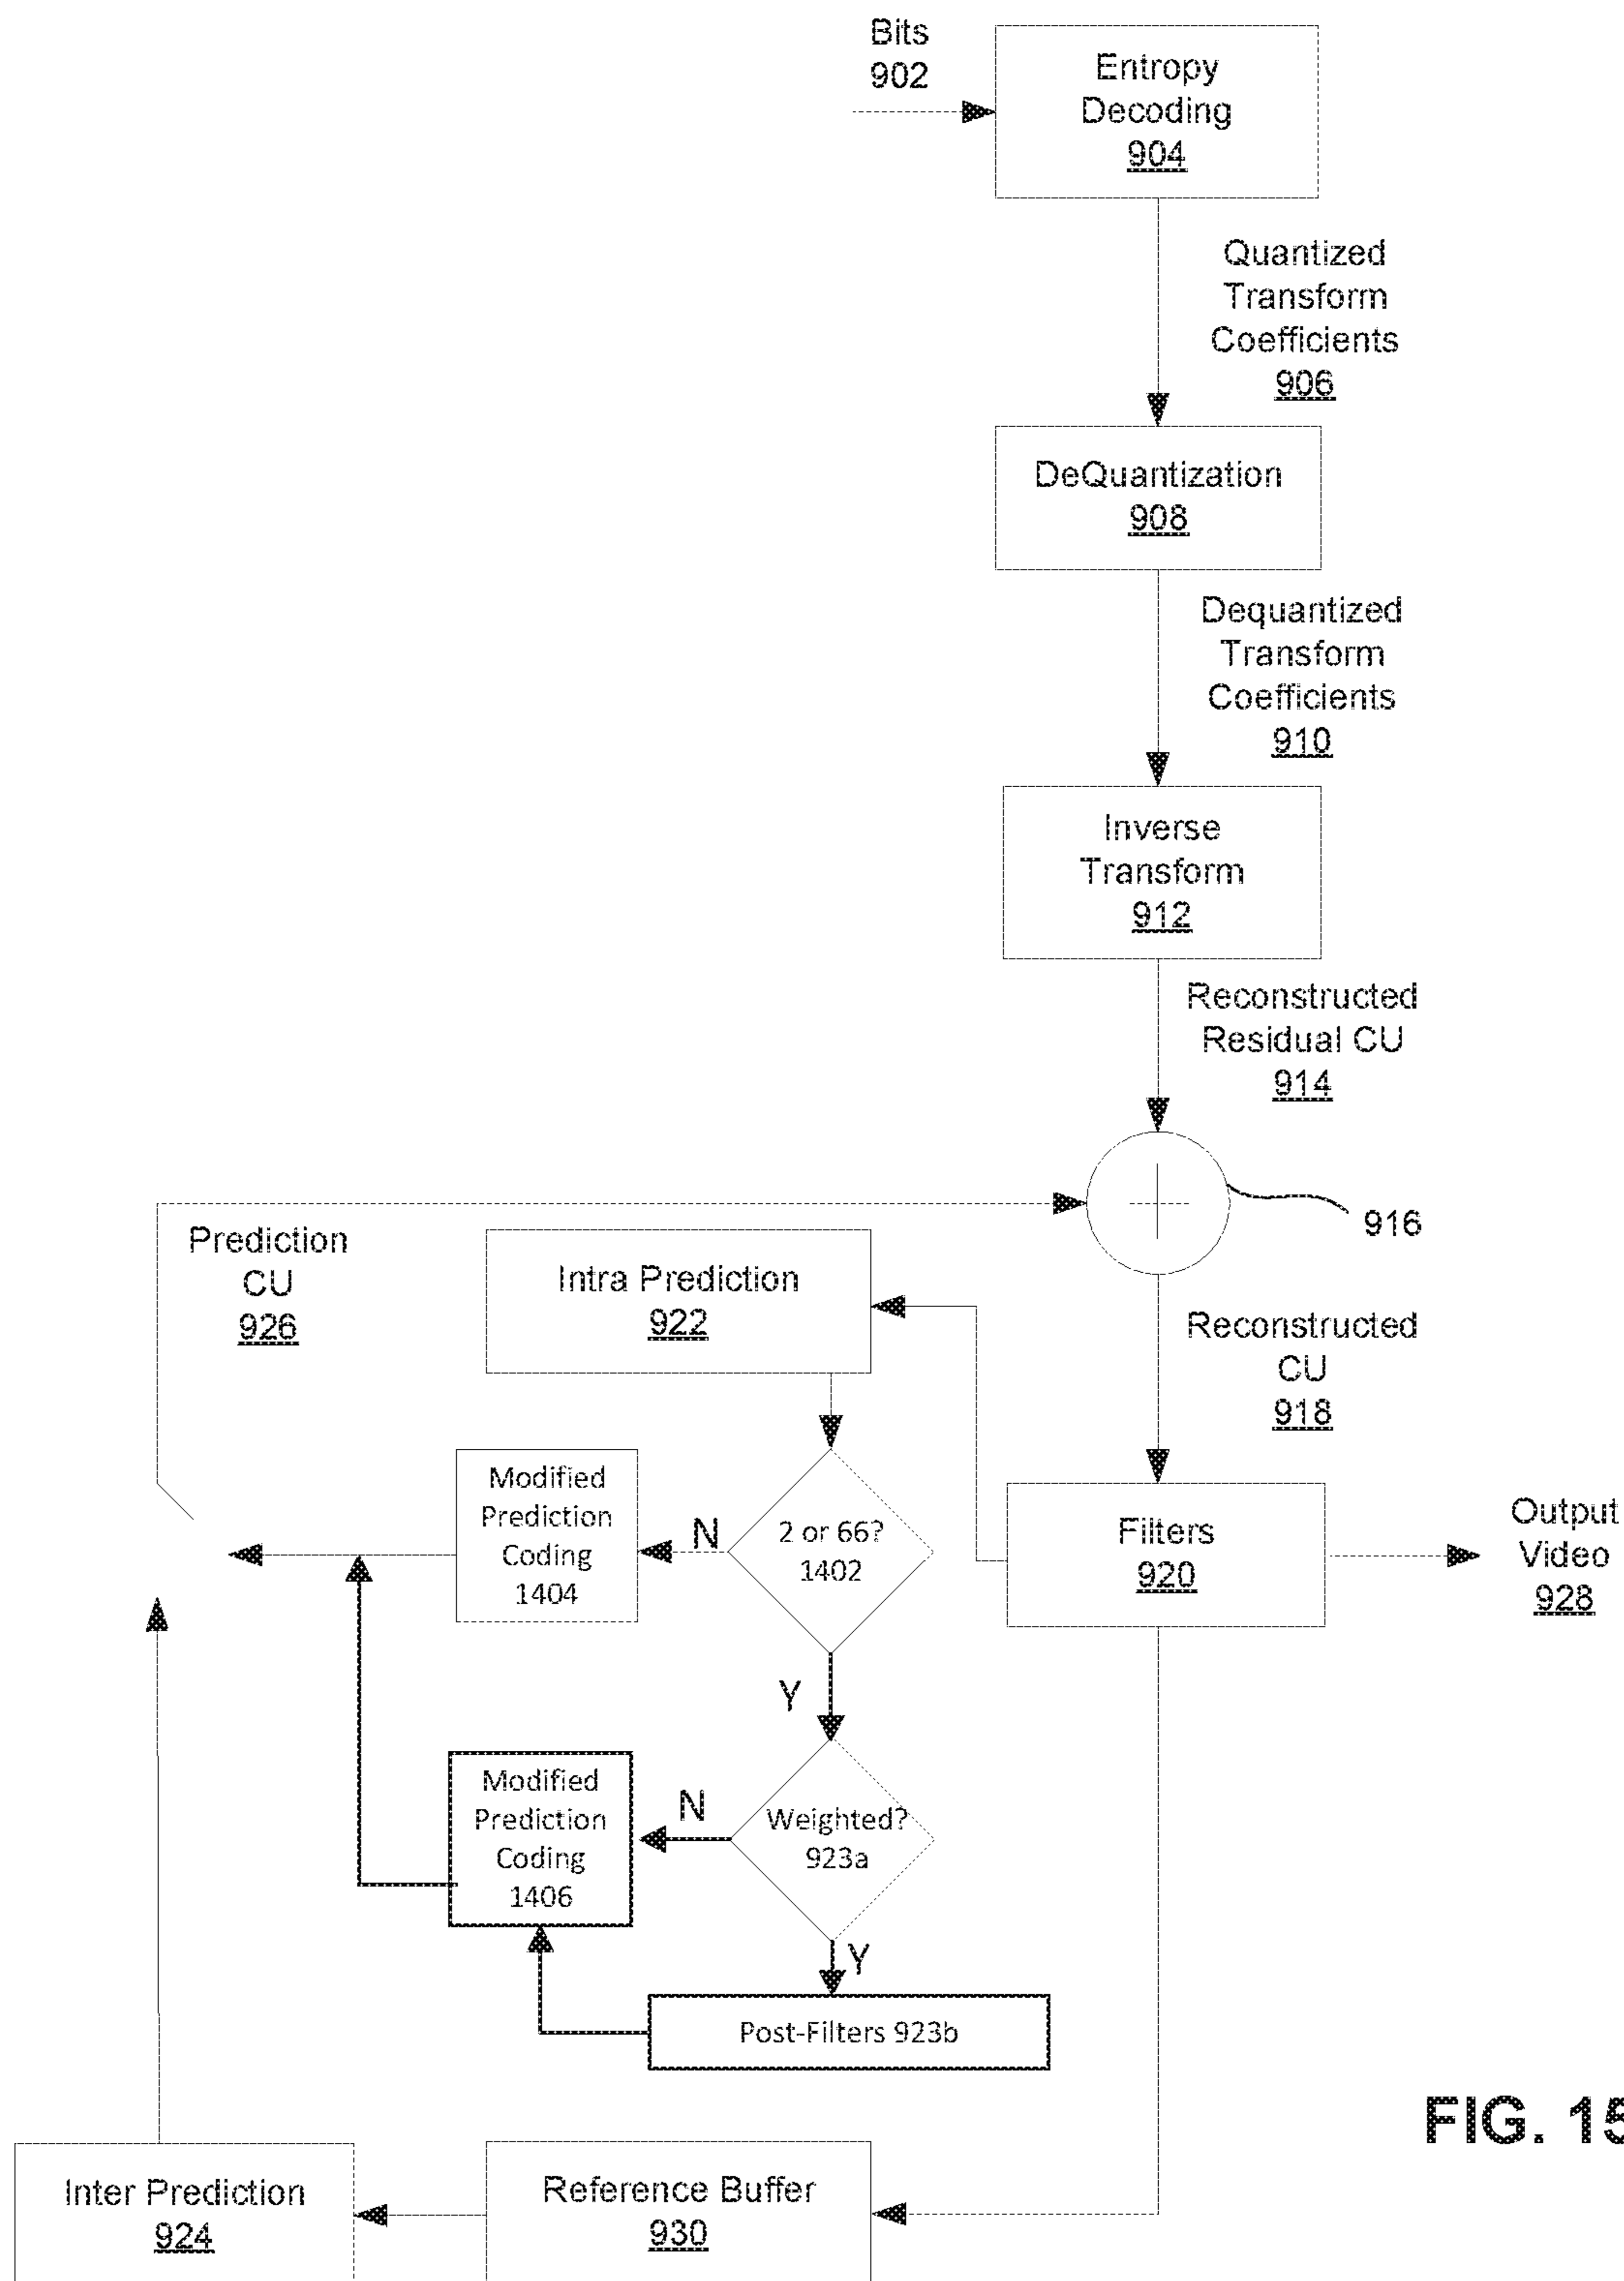 Bits
902
Entropy
Decoding
904
Quantized
Transform
Coefficients
906
DeQuantization
908
Dequantized
Transform
Coefficients
910
Inverse
Transform
912
Reconstructed
Residual CU
914
916
Prediction
CU
926
Intra Prediction
922
Reconstructed
CU
918
Modified
Prediction
Coding
1404
N
2 or 66?
1402
Filters
920
Output
Video
928
Y
Modified
Prediction
Coding
1406
N
Weighted?
923a
Y
Post-Filters 923b
FIG. 15
Inter Prediction
924
Reference Buffer
930